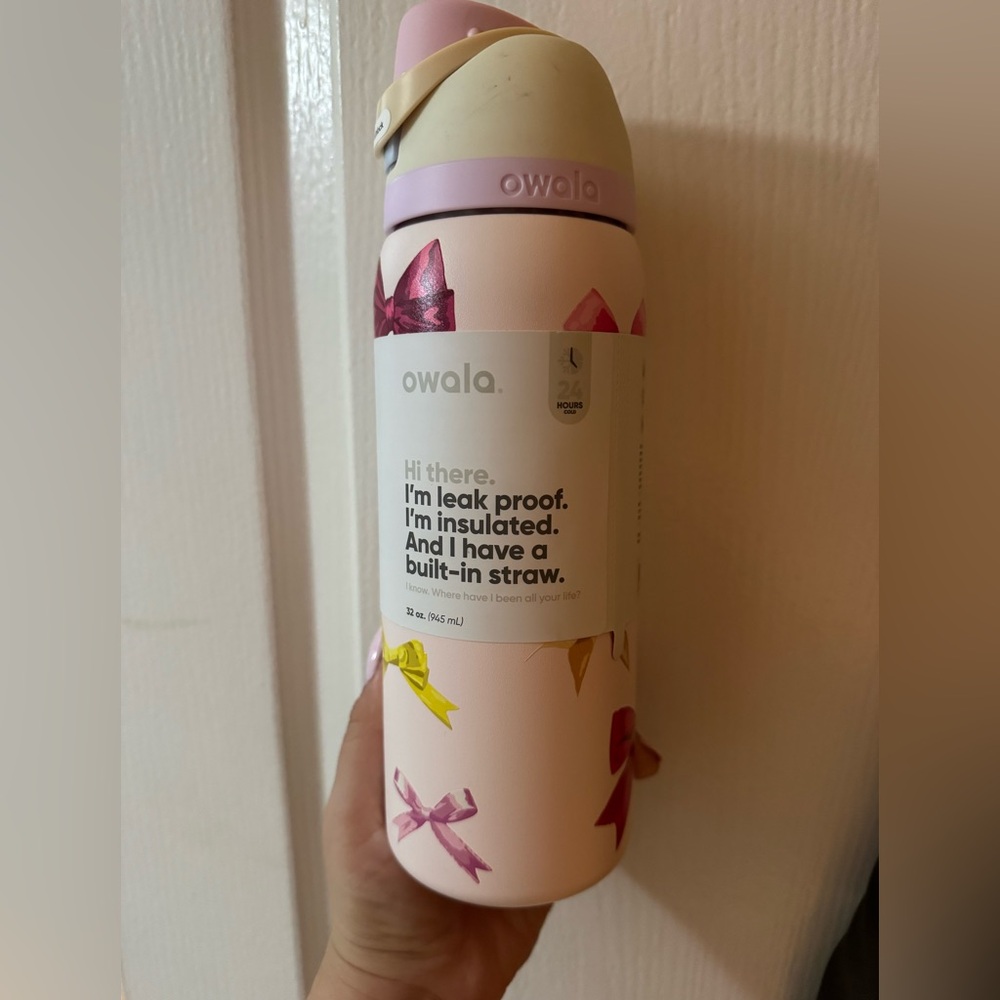 owala
owala
24
HOURS
COLD
Hi there.
I'm leak proof.
I'm insulated.
And I have a
built-in straw.
I know. Where have I been all your life?
32 oz. (945 mL)